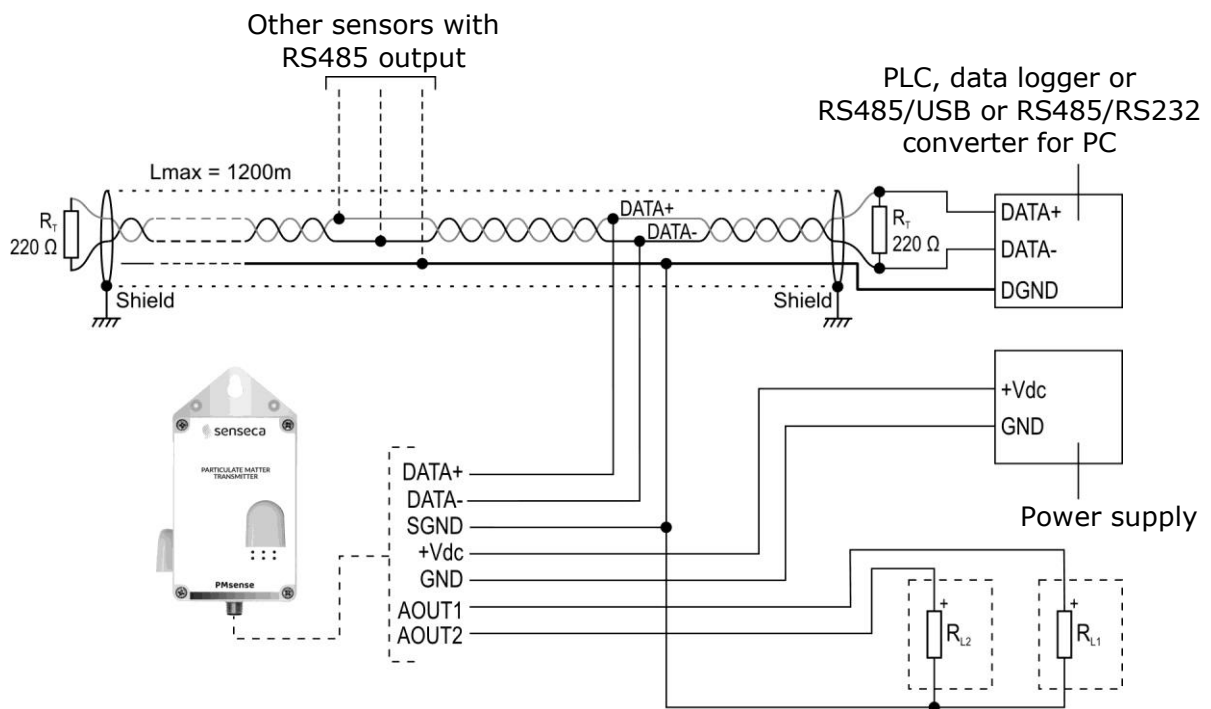 Other sensors with
RS485 output
PLC, data logger or
RS485/USB or RS485/RS232
converter for PC
Lmax = 1200m
DATA+
DATA-
RT
220 Ω
RT
220 Ω
DATA+
DATA-
DGND
Shield
Shield
+Vdc
GND
Power supply
senseca
PARTICULATE MATTER
TRANSMITTER
PMsense
DATA+
DATA-
SGND
+Vdc
GND
AOUT1
AOUT2
+
RL2
+
RL1